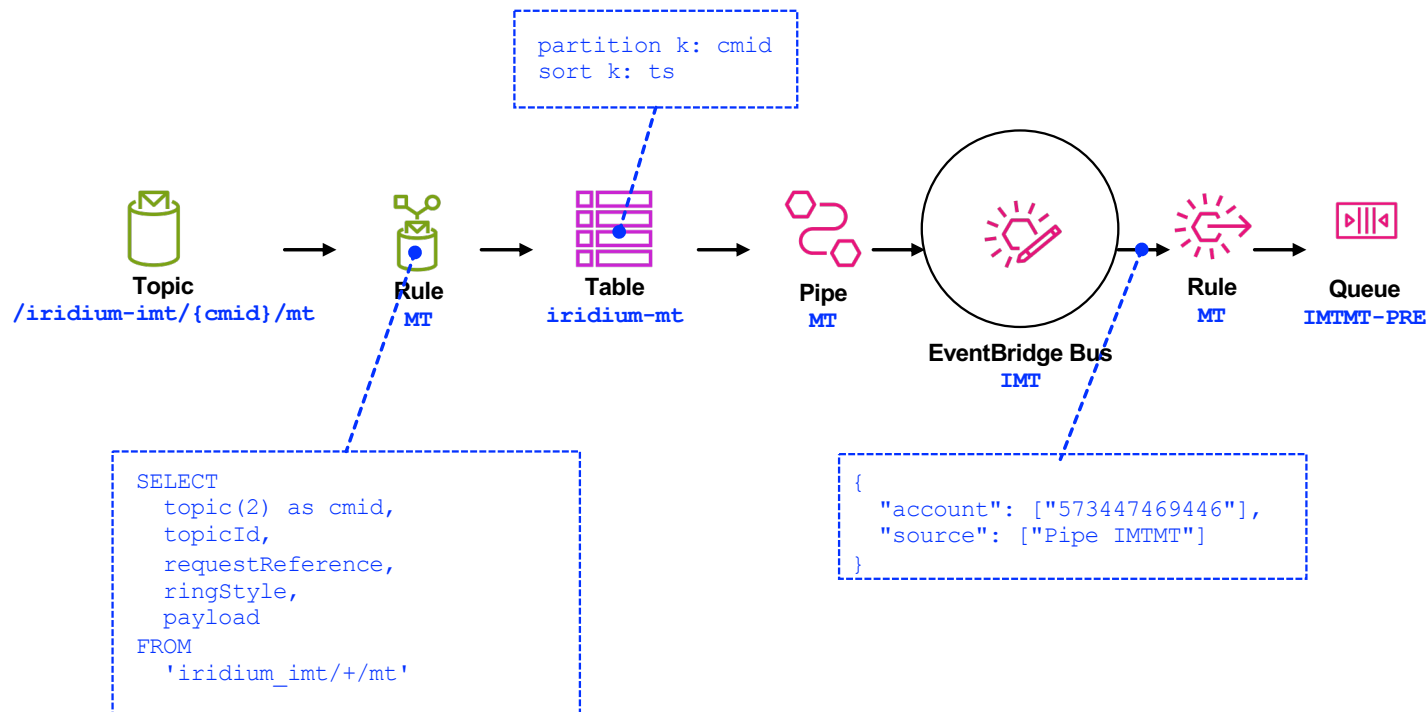 partition k: cmid
sort k: ts
Topic
/iridium-imt/{cmid}/mt
Rule
MT
Table
iridium-mt
Pipe
MT
EventBridge Bus
IMT
Rule
MT
Queue
IMTMT-PRE
SELECT
topic(2) as cmid,
topicId,
requestReference,
ringStyle,
payload
FROM
'iridium_imt/+/mt'
{
"account": ["573447469446"],
"source": ["Pipe IMTMT"]
}